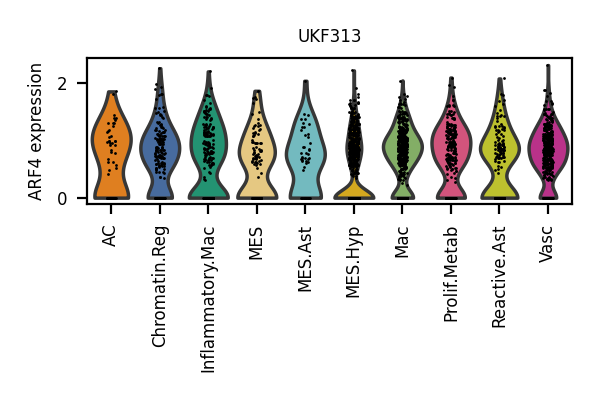 UKF313
ARF4 expression
2
0
AC
Chromatin.Reg
Inflammatory.Mac
MES
MES.Ast
MES.Hyp
Mac
Prolif.Metab
Reactive.Ast
Vasc